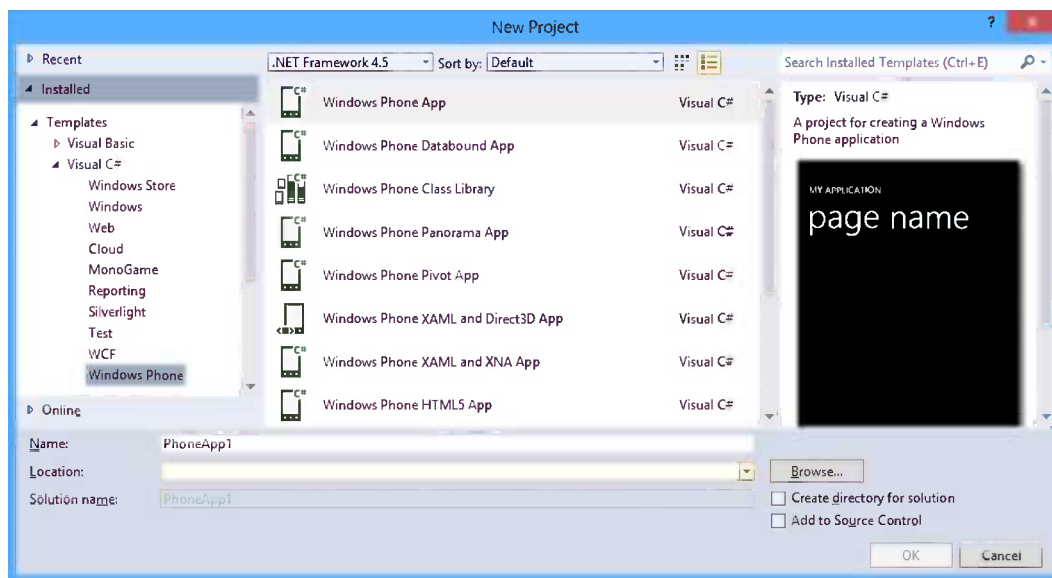 New Project
?
Recent
.NET Framework 4.5
Sort by: Default
Search Installed Templates (Ctrl+E)
Installed
Templates
Visual Basic
Visual C#
Windows Store
Windows
Web
Cloud
MonoGame
Reporting
Silverlight
Test
WCF
Windows Phone
Online
C# Windows Phone App Visual C#
C# Windows Phone Databound App Visual C#
C# Windows Phone Class Library Visual C#
C# Windows Phone Panorama App Visual C#
C# Windows Phone Pivot App Visual C#
Windows Phone XAML and Direct3D App Visual C#
C# Windows Phone XAML and XNA App Visual C#
C# Windows Phone HTML5 App Visual C#
Type: Visual C#
A project for creating a Windows
Phone application
MY APPLICATION
page name
Name: PhoneApp1
Location:
Browse...
Solution name: PhoneApp1
Create directory for solution
Add to Source Control
OK
Cancel